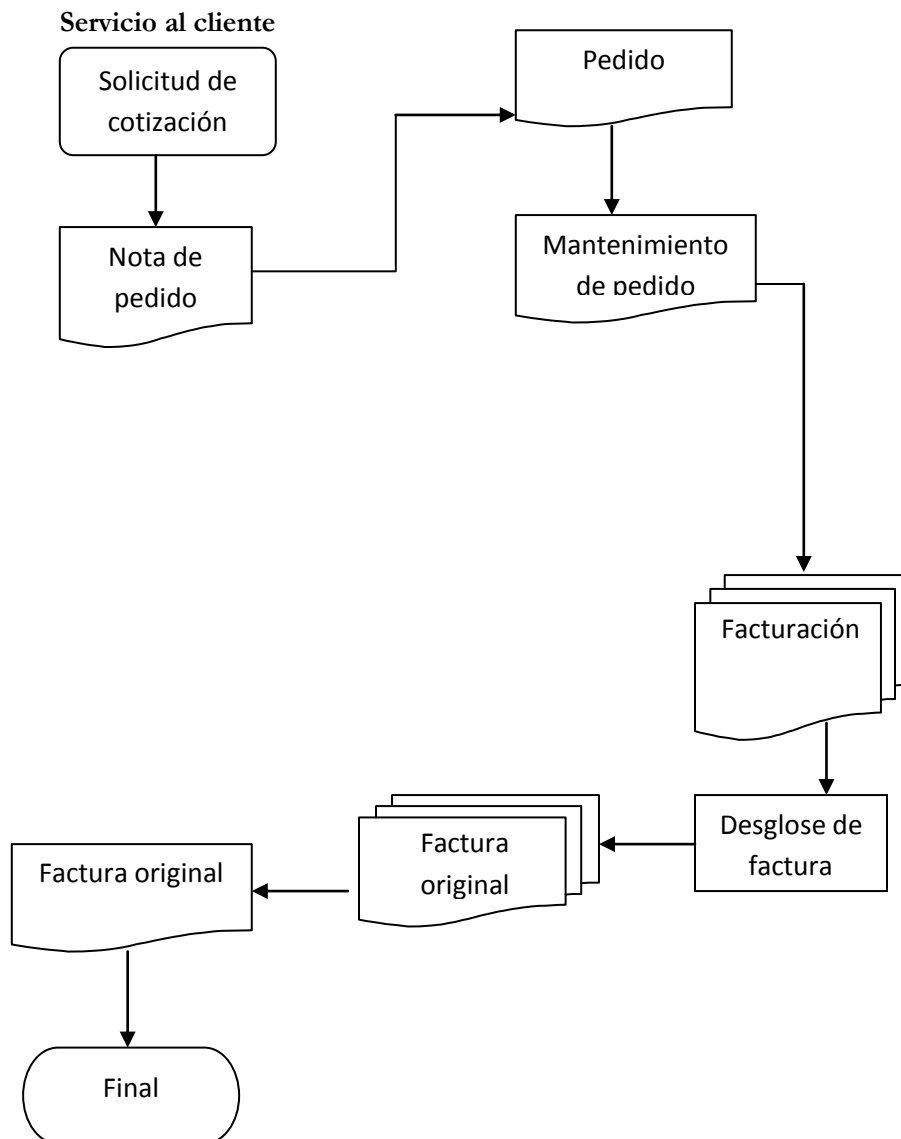 Servicio al cliente
Solicitud de
cotización
Nota de
pedido
Pedido
Mantenimiento
de pedido
Facturación
Desglose de
factura
Factura
original
Factura original
Final